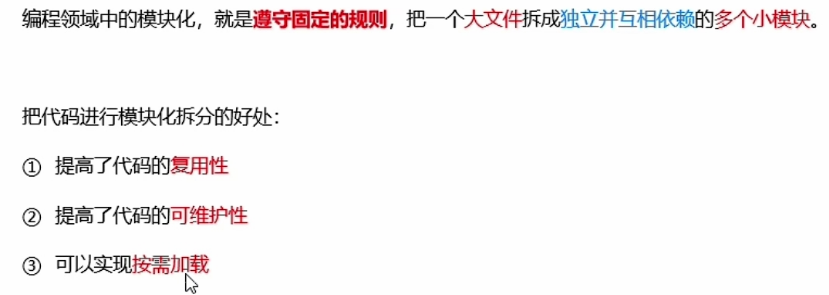 编程领域中的模块化，就是遵守固定的规则，把一个大文件拆成独立并互相依赖的多个小模块。
把代码进行模块化拆分的好处：
① 提高了代码的复用性
② 提高了代码的可维护性
③ 可以实现按需加载